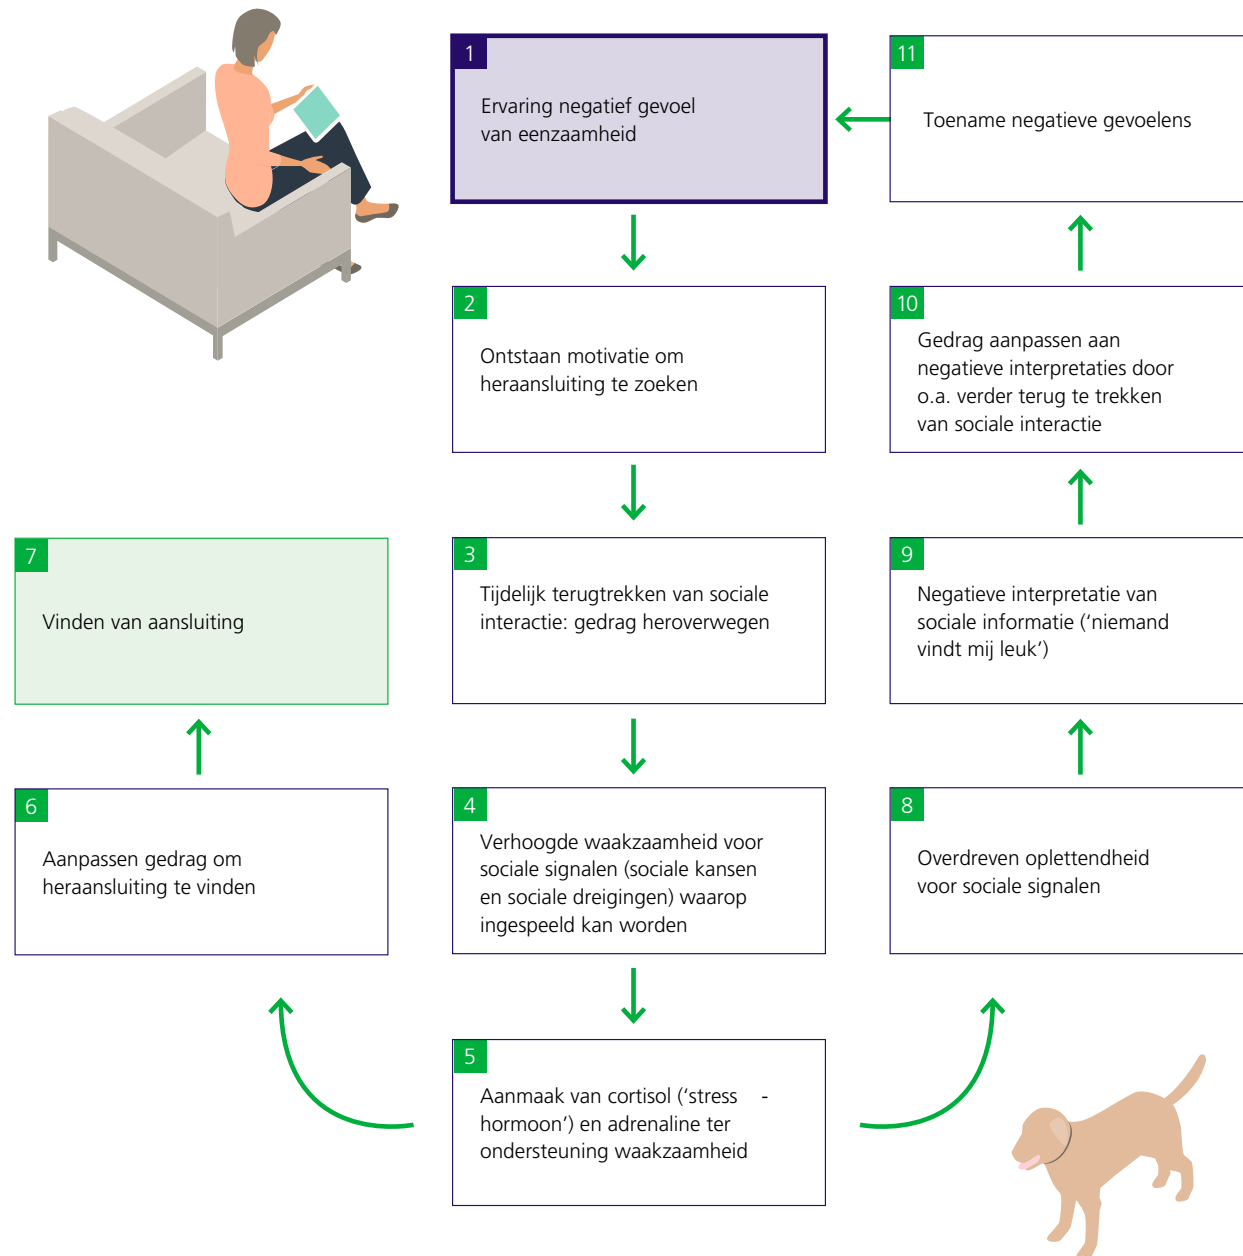 1
Ervaring negatief gevoel
van eenzaamheid
2
Ontstaan motivatie om
heraansluiting te zoeken
3
Tijdelijk terugtrekken van sociale
interactie: gedrag heroverwegen
4
Verhoogde waakzaamheid voor
sociale signalen (sociale kansen
en sociale dreigingen) waarop
ingespeeld kan worden
5
Aanmaak van cortisol (‘stress -
hormoon’) en adrenaline ter
ondersteuning waakzaamheid
6
Aanpassen gedrag om
heraansluiting te vinden
7
Vinden van aansluiting
8
Overdreven oplettendheid
voor sociale signalen
9
Negatieve interpretatie van
sociale informatie (‘niemand
vindt mij leuk’)
10
Gedrag aanpassen aan
negatieve interpretaties door
o.a. verder terug te trekken
van sociale interactie
11
Toename negatieve gevoelens